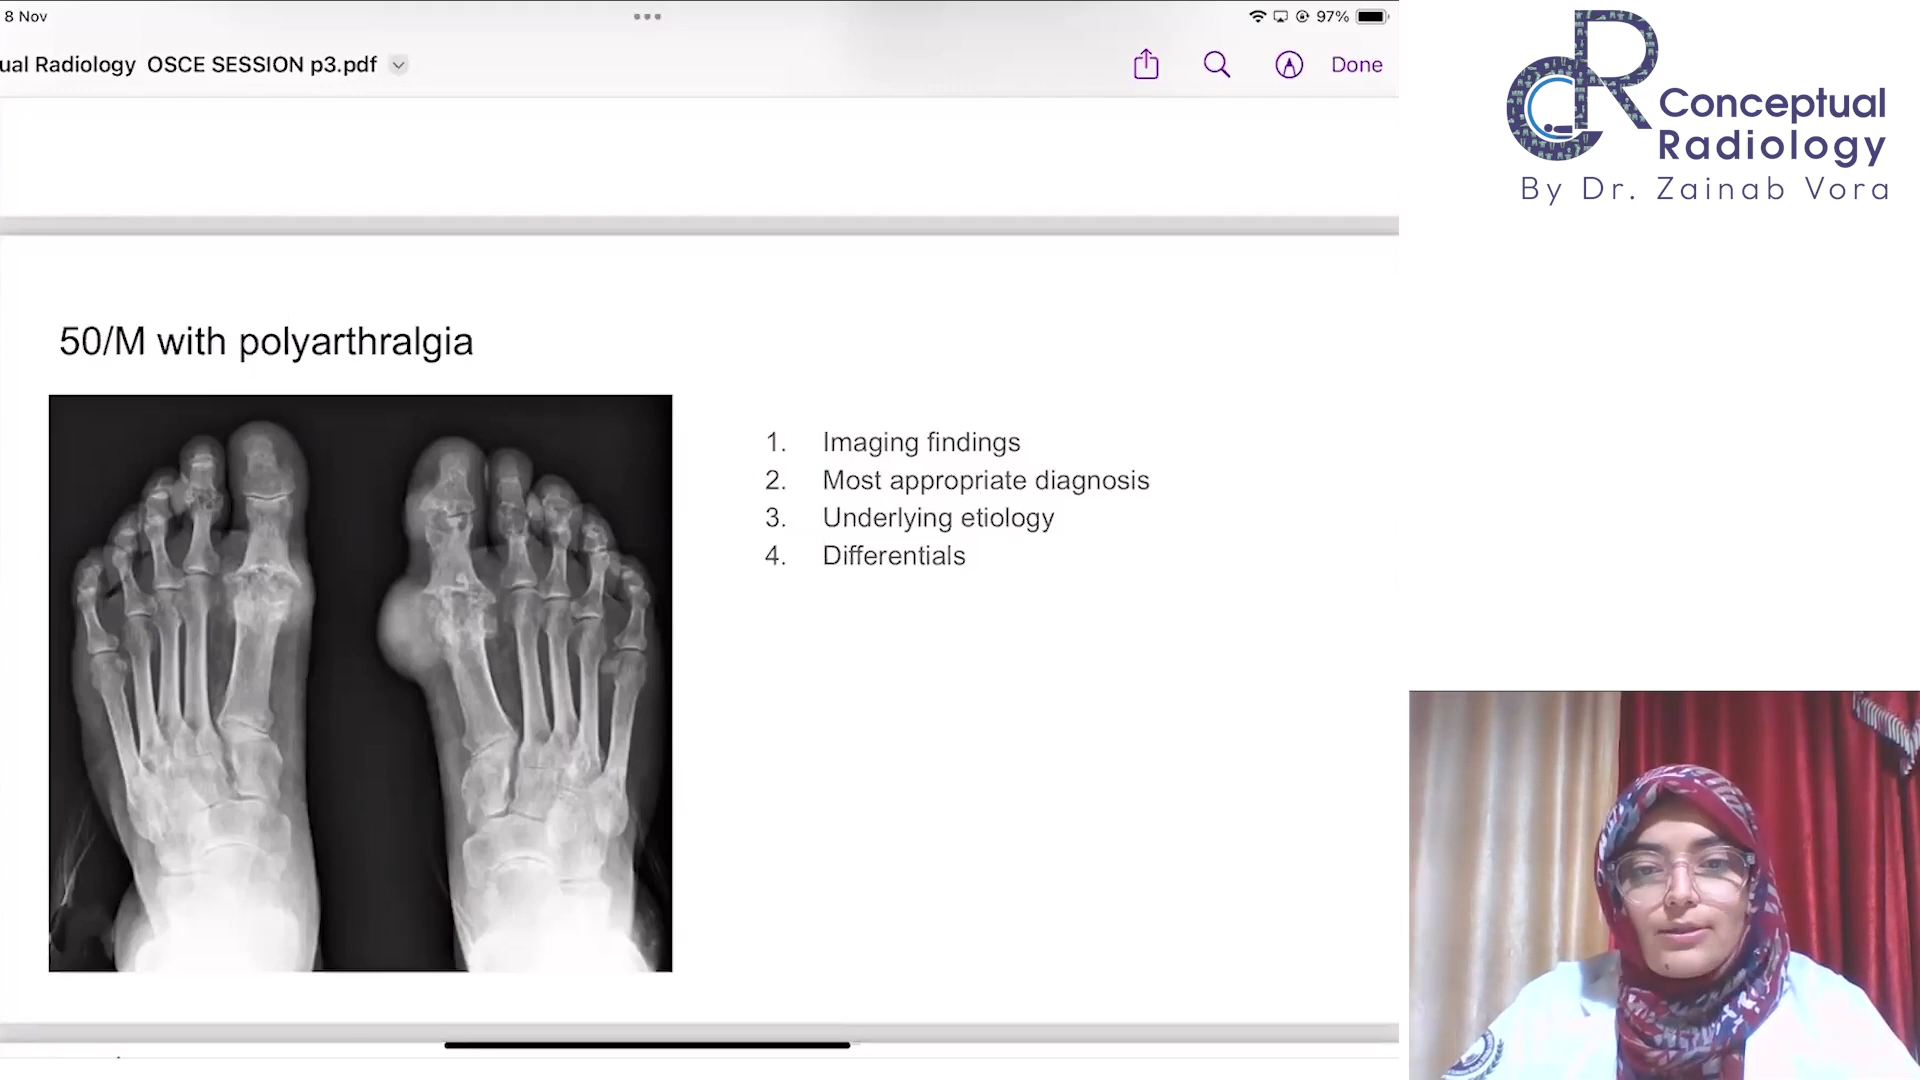 8 Nov
97%
ual Radiology OSCE SESSION p3.pdf
Done
CR
Conceptual
Radiology
By Dr. Zainab Vora
50/M with polyarthralgia
1. Imaging findings
2. Most appropriate diagnosis
3. Underlying etiology
4. Differentials